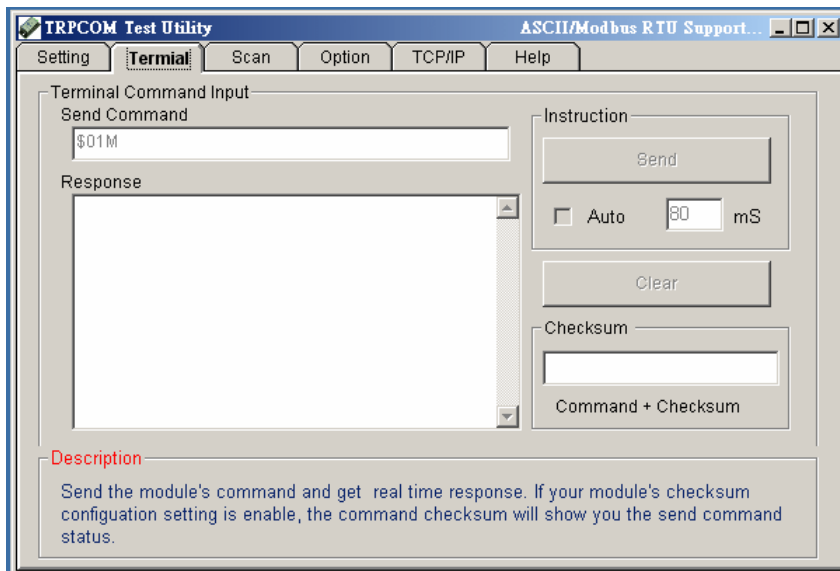 TRPCOM Test Utility ASCII/Modbus RTU Support...
Setting Termial Scan Option TCP/IP Help
Terminal Command Input
Send Command
$01M
Response
Instruction
Send
Auto 80 mS
Clear
Checksum
Command + Checksum
Description
Send the module's command and get real time response. If your module's checksum
configuation setting is enable, the command checksum will show you the send command
status.